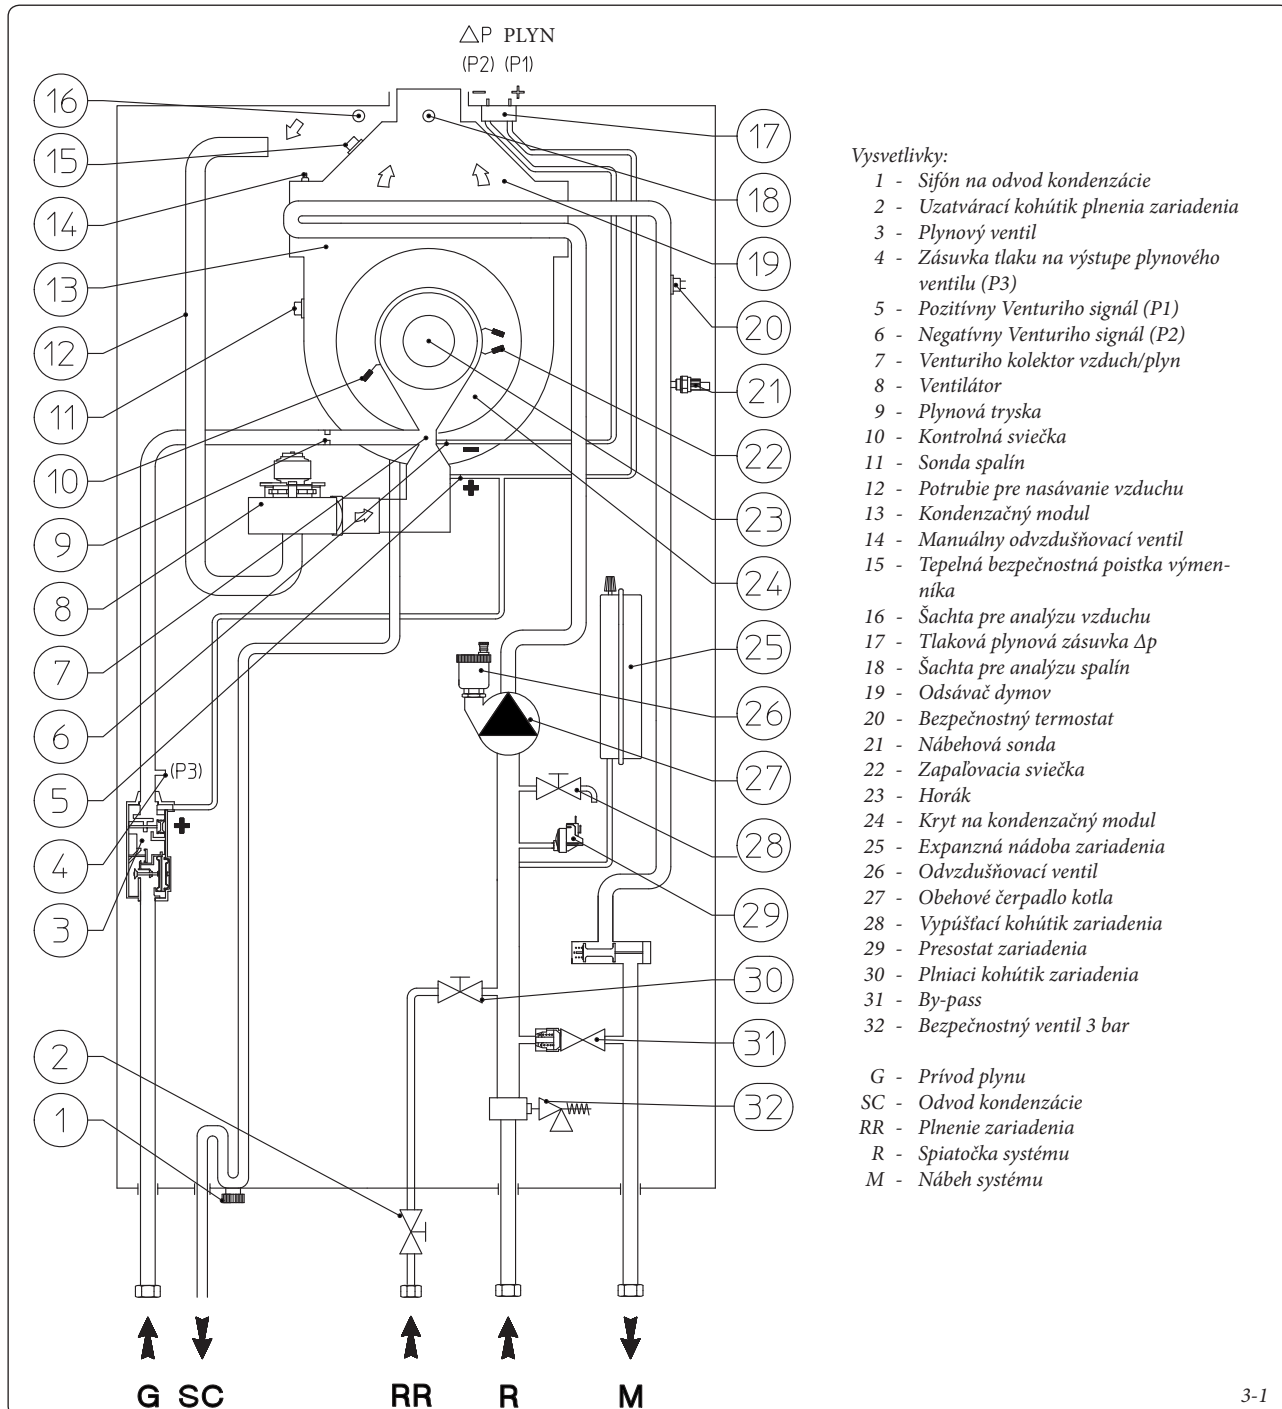 △P PLYN
(P2) (P1)
- +
16
15
14
13
12
11
10
9
8
7
6
5
4
3
2
1
17
18
19
20
21
22
23
24
25
26
27
28
29
30
31
32
(P3)
+
-
+
G SC RR R M
Vysvetlivky:
1 - Sifón na odvod kondenzácie
2 - Uzatvárací kohútik plnenia zariadenia
3 - Plynový ventil
4 - Zásuvka tlaku na výstupe plynového
ventilu (P3)
5 - Pozitívny Venturiho signál (P1)
6 - Negatívny Venturiho signál (P2)
7 - Venturiho kolektor vzduch/plyn
8 - Ventilátor
9 - Plynová tryska
10 - Kontrolná sviečka
11 - Sonda spalín
12 - Potrubie pre nasávanie vzduchu
13 - Kondenzačný modul
14 - Manuálny odvzdušňovací ventil
15 - Tepelná bezpečnostná poistka výmen-
níka
16 - Šachta pre analýzu vzduchu
17 - Tlaková plynová zásuvka Δp
18 - Šachta pre analýzu spalín
19 - Odsávač dymov
20 - Bezpečnostný termostat
21 - Nábehová sonda
22 - Zapaľovacia sviečka
23 - Horák
24 - Kryt na kondenzačný modul
25 - Expanzná nádoba zariadenia
26 - Odvzdušňovací ventil
27 - Obehové čerpadlo kotla
28 - Vypúšťací kohútik zariadenia
29 - Presostat zariadenia
30 - Plniaci kohútik zariadenia
31 - By-pass
32 - Bezpečnostný ventil 3 bar
G - Prívod plynu
SC - Odvod kondenzácie
RR - Plnenie zariadenia
R - Spiatočka systému
M - Nábeh systému
3-1